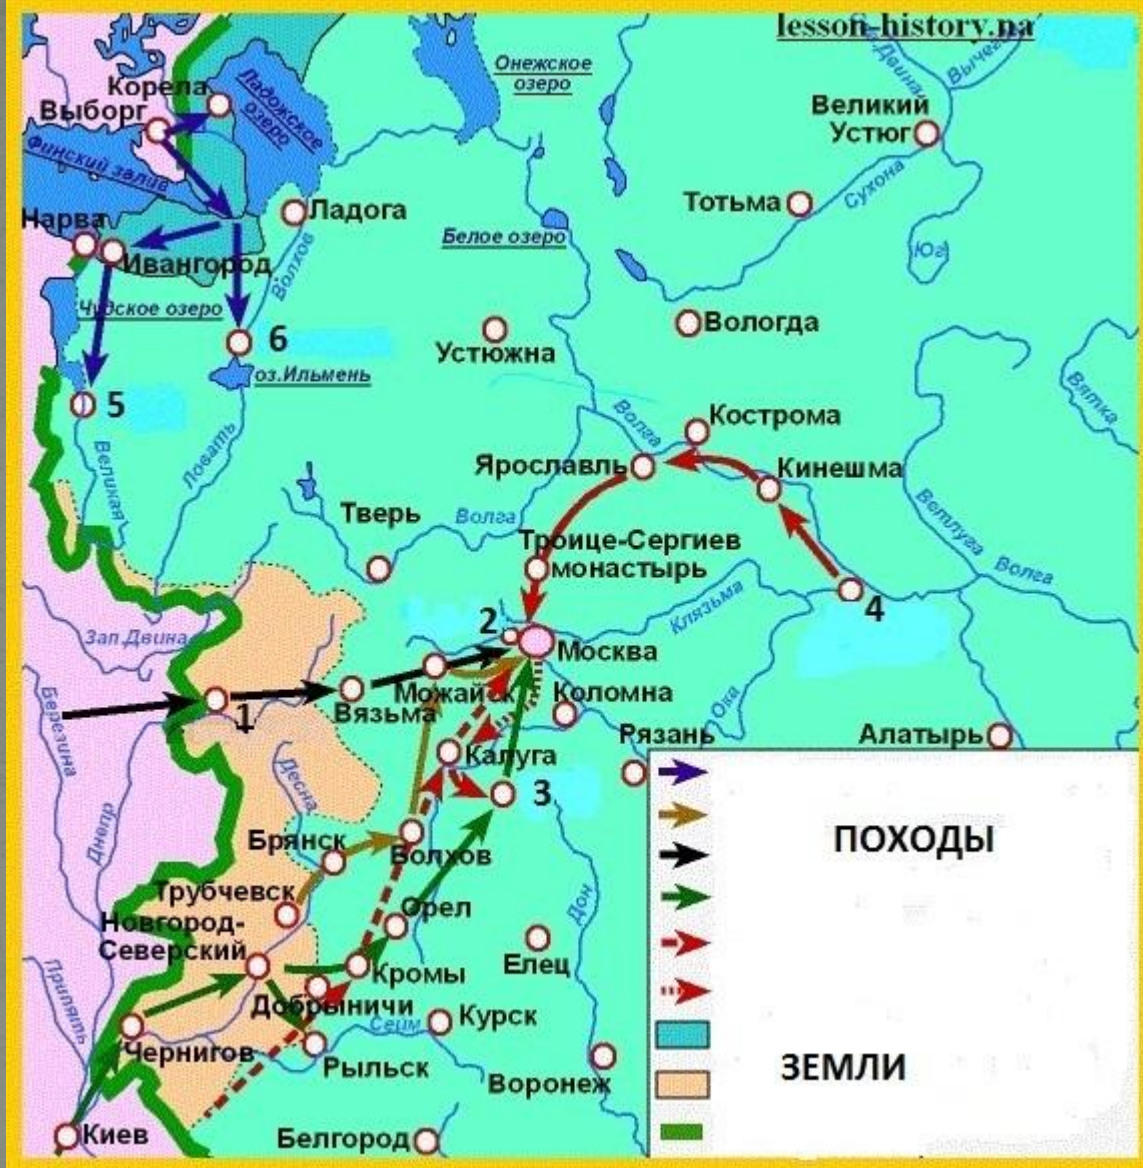 lesson-history.na
Онежское
озеро
Вычег
Двина
Корела
Ладожское
озеро
Выборг
Великий
Устюг
Финский залив
Тотьма
Сухона
Нарва
Ладога
Белое озеро
Ивангород
Волхов
Юг
Чудское озеро
6
Устюжна
Вологда
оз.Ильмень
5
Вятка
Кострома
Волга
Великая
Ловать
Ярославль
Кинешма
Тверь
Волга
Ветлуга
Троице-Сергиев
монастырь
Волга
Клязьма
4
2
Зап.Двина
Москва
Можайск
Коломна
Березина
1
Вязьма
Ока
Рязань
Алатырь
Калуга
Десна
3
Днепр
Брянск
Болхов
ПОХОДЫ
Трубчевск
Новгород-
Северский
Орел
Дон
Елец
Припять
Кромы
Добрыничи
Сейм
Курск
Чернигов
Рыльск
Воронеж
ЗЕМЛИ
Киев
Белгород